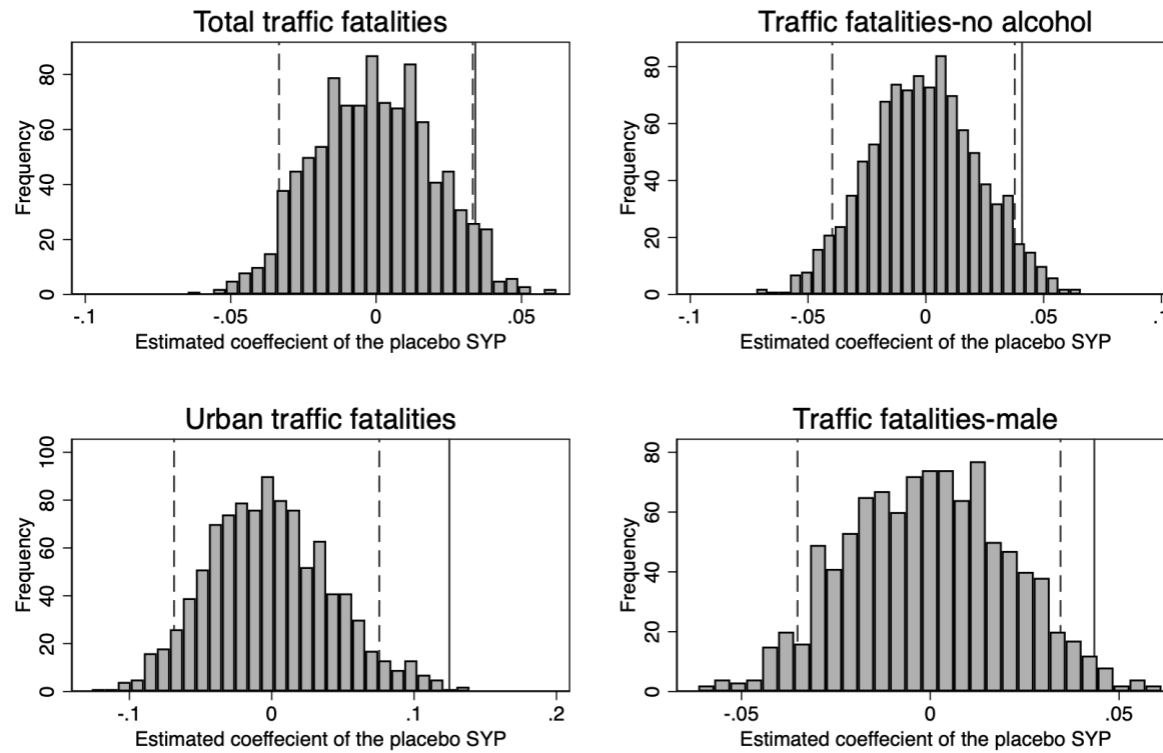 Total traffic fatalities
Frequency
0 20 40 60 80
-.1 -.05 0 .05
Estimated coeffecient of the placebo SYP
Traffic fatalities-no alcohol
Frequency
0 20 40 60 80
-.1 -.05 0 .05 .1
Estimated coeffecient of the placebo SYP
Urban traffic fatalities
Frequency
0 20 40 60 80 100
-.1 0 .1 .2
Estimated coeffecient of the placebo SYP
Traffic fatalities-male
Frequency
0 20 40 60 80
-.05 0 .05
Estimated coeffecient of the placebo SYP